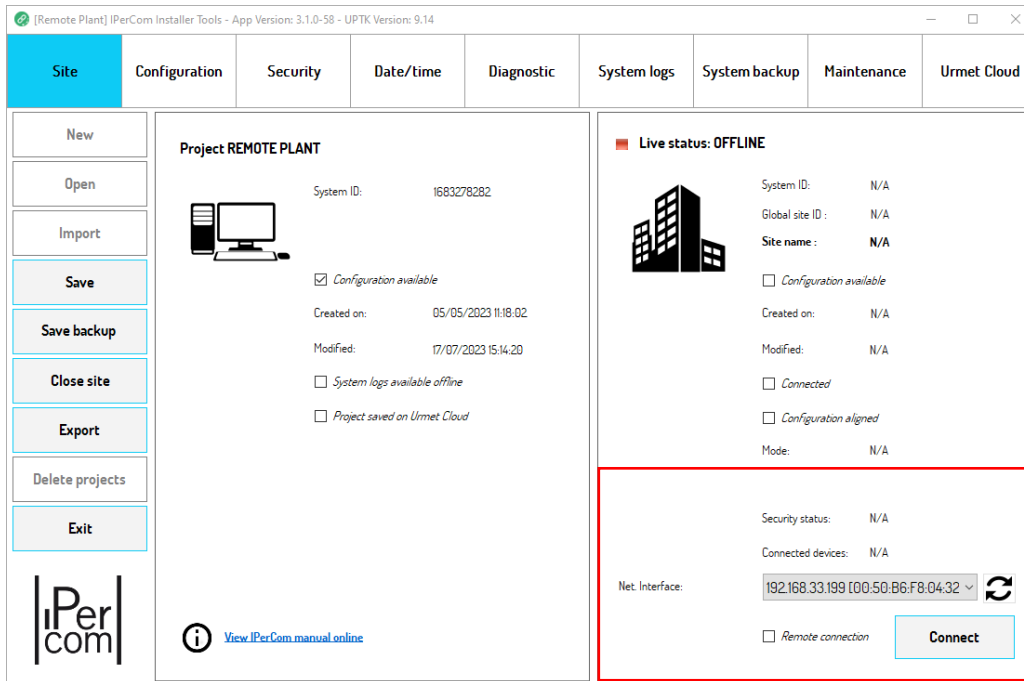 [Remote Plant] IPerCom Installer Tools - App Version: 3.1.0-58 - UPTK Version: 9.14
Site
Configuration
Security
Date/time
Diagnostic
System logs
System backup
Maintenance
Urmet Cloud
New
Open
Import
Save
Save backup
Close site
Export
Delete projects
Exit
IPer
com
Project REMOTE PLANT
System ID: 1683278282
Configuration available
Created on: 05/05/2023 11:18:02
Modified: 17/07/2023 15:14:20
System logs available offline
Project saved on Urmet Cloud
View IPerCom manual online
Live status: OFFLINE
System ID: N/A
Global site ID : N/A
Site name : N/A
Configuration available
Created on: N/A
Modified: N/A
Connected
Configuration aligned
Mode: N/A
Security status: N/A
Connected devices: N/A
Net. Interface: 192.168.33.199 [00:50:B6:F8:04:32
Remote connection
Connect